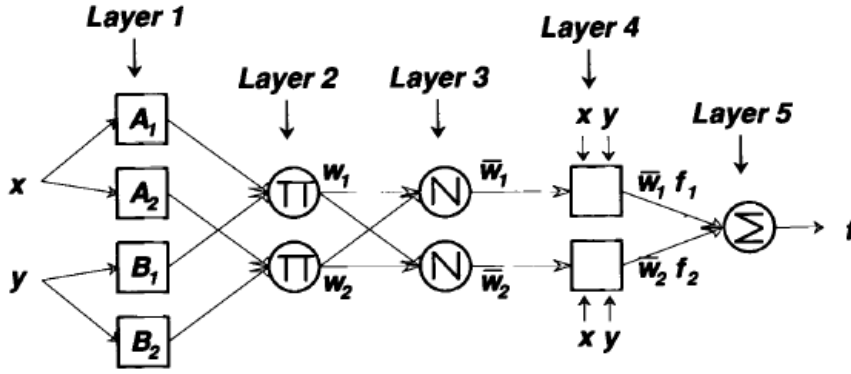 Layer 1
Layer 4
Layer 2 Layer 3
x y Layer 5
A₁
w₁ w̅₁ w̅₁ f₁
x A₂ Π N
Σ f
B₁ Π N
y w₂ w̅₂ w̅₂ f₂
B₂ x y